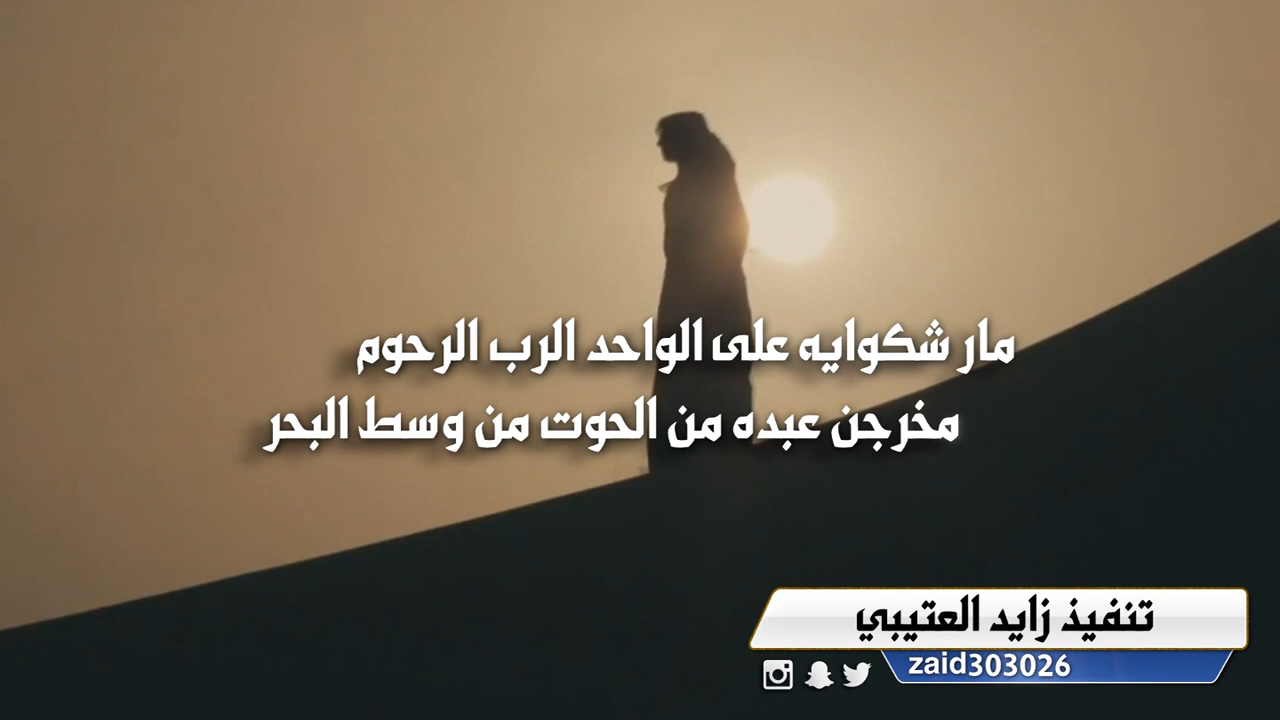 مار شكوايه على الواحد الرب الرحوم
مخرجن عبده من الحوت من وسط البحر
تنفيذ زايد العتيبي
zaid303026